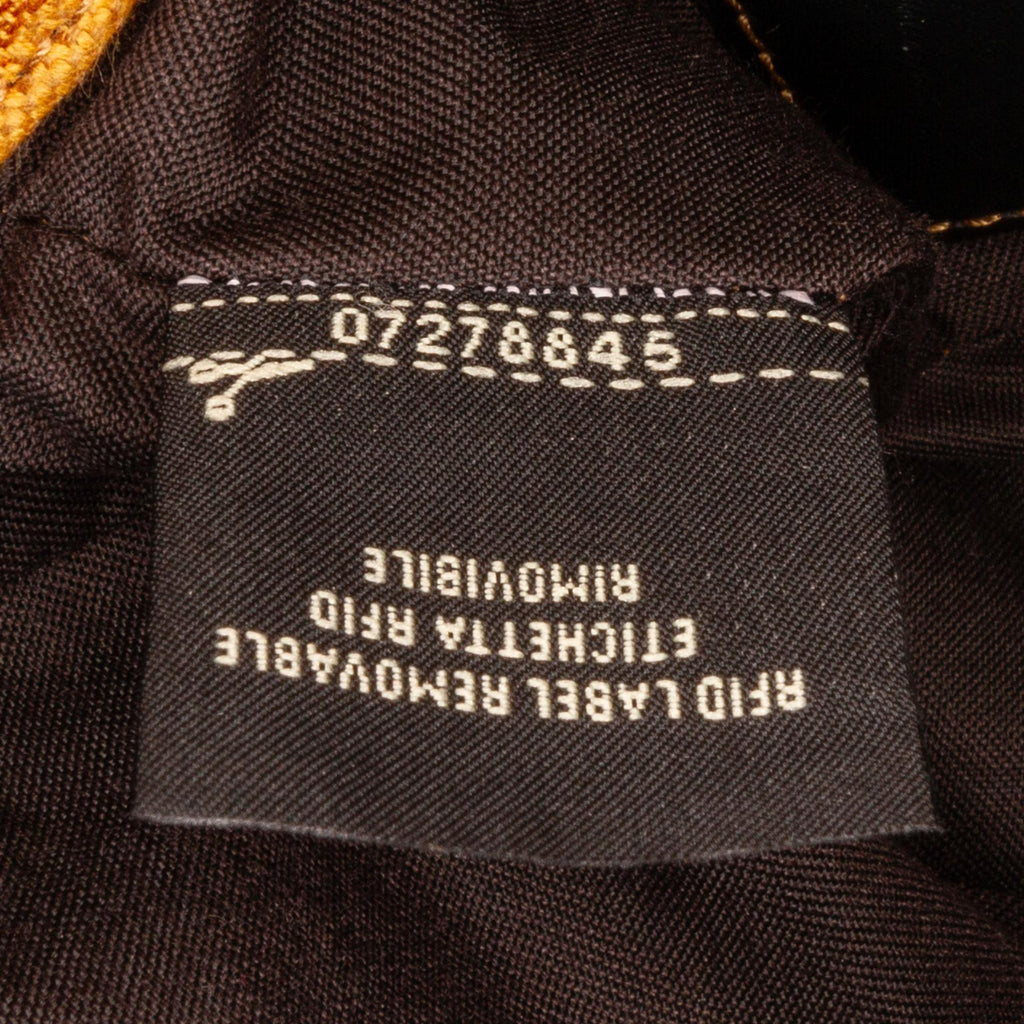 07278845
RFID LABEL REMOVABLE
ETICHETTA RFID
RIMOVIBILE